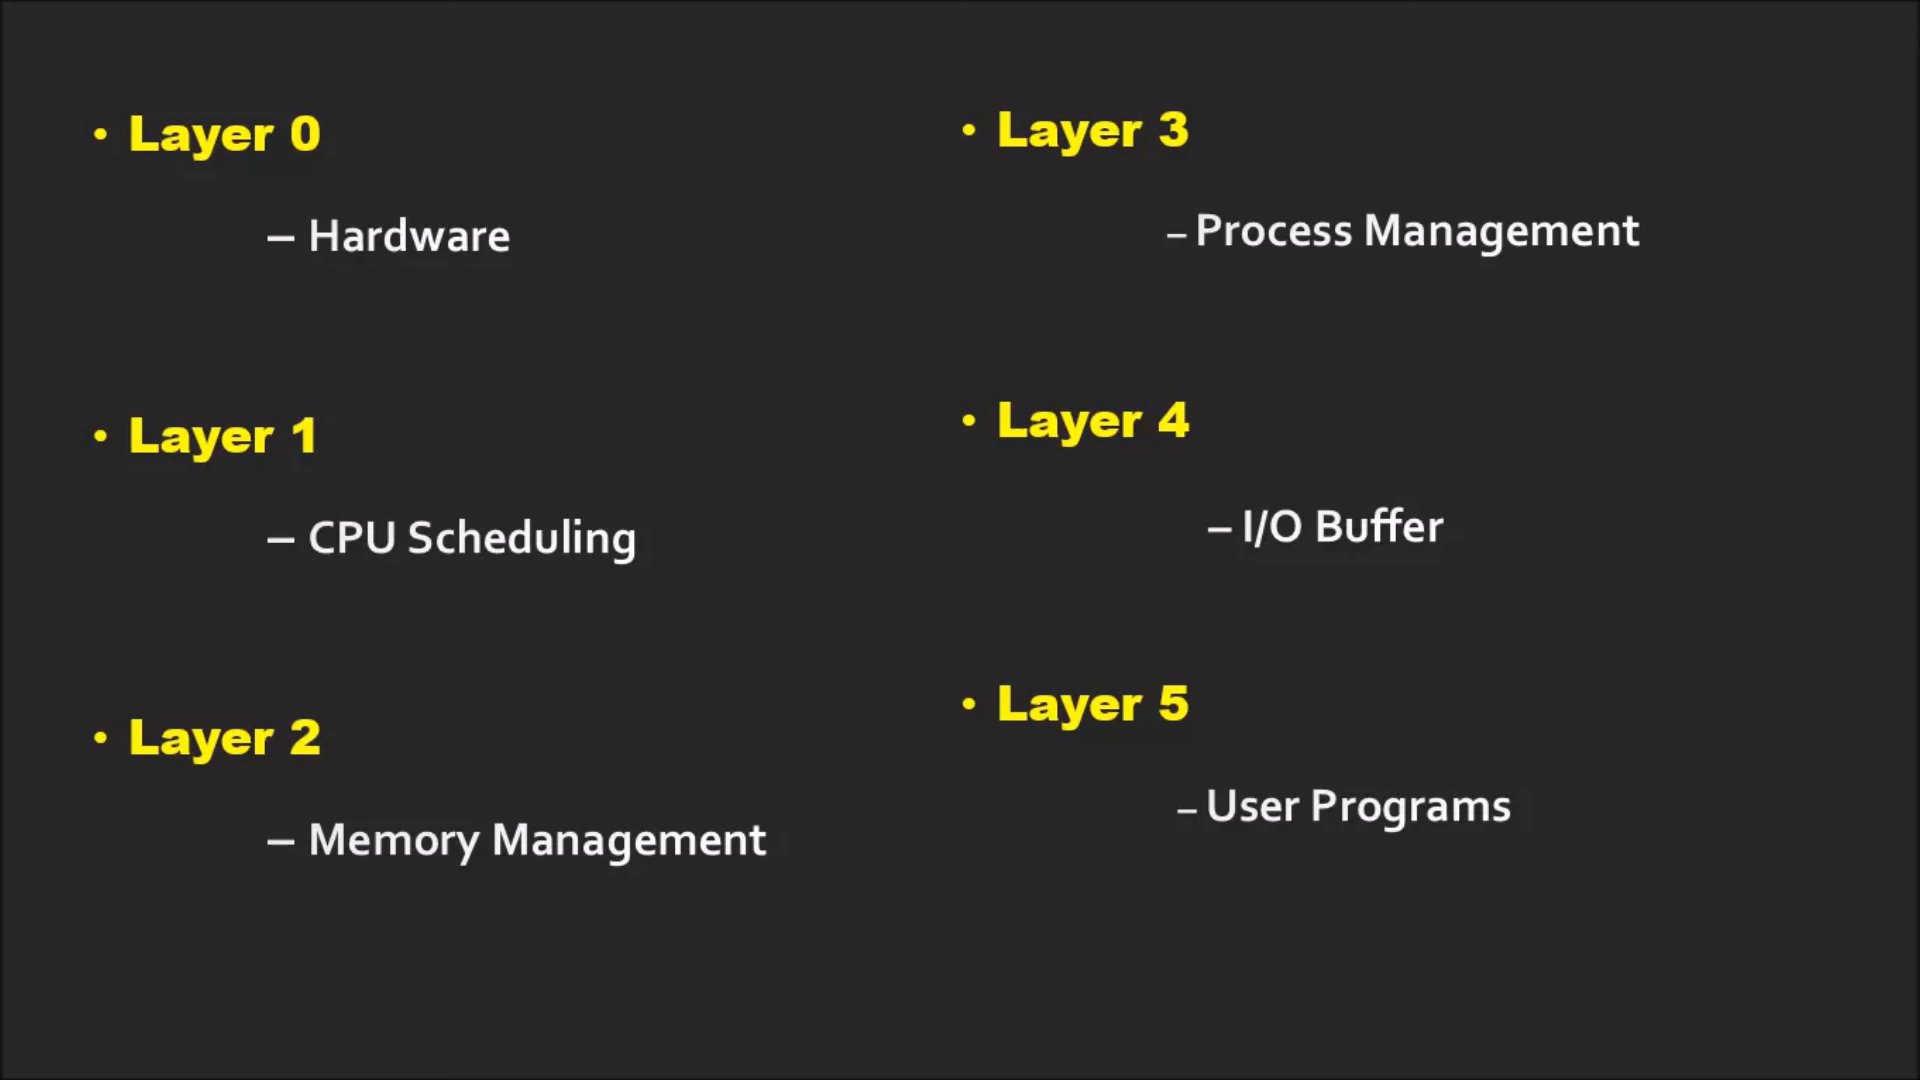 • Layer 0
– Hardware
• Layer 1
– CPU Scheduling
• Layer 2
– Memory Management
• Layer 3
– Process Management
• Layer 4
– I/O Buffer
• Layer 5
– User Programs